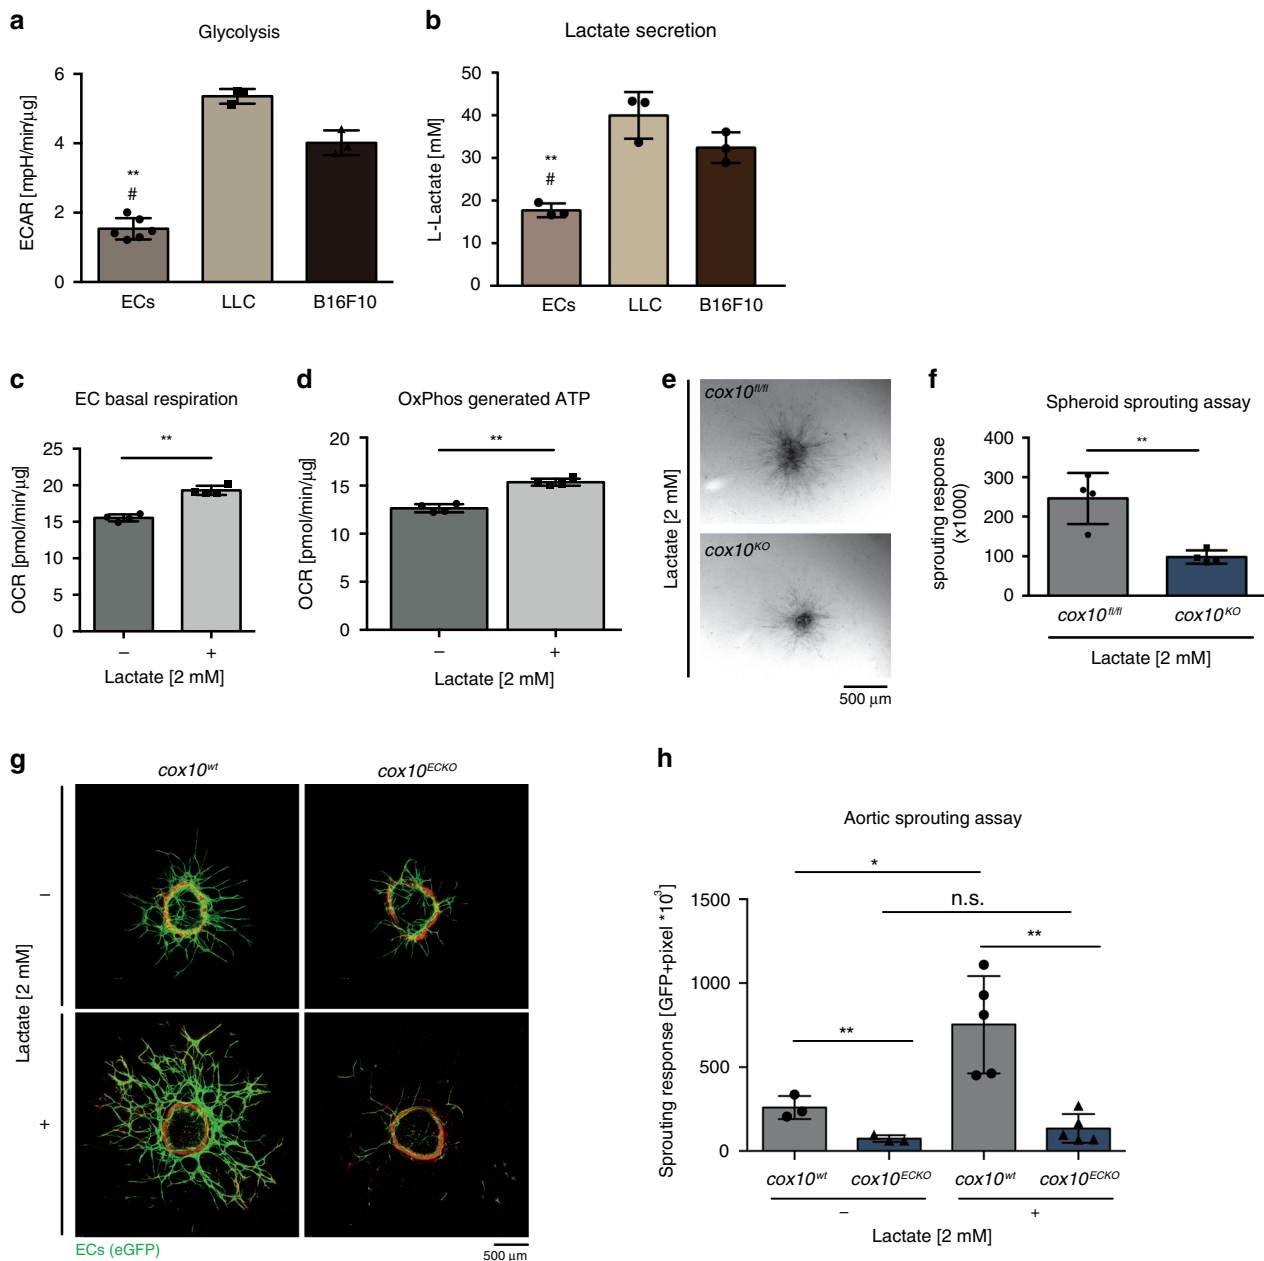 a
Glycolysis
ECAR [mpH/min/μg]
6
4
2
0
**
#
ECs
LLC
B16F10
b
Lactate secretion
L-Lactate [mM]
50
40
30
20
10
0
**
#
ECs
LLC
B16F10
c
EC basal respiration
OCR [pmol/min/μg]
25
20
15
10
5
0
**
– +
Lactate [2 mM]
d
OxPhos generated ATP
OCR [pmol/min/μg]
20
15
10
5
0
**
– +
Lactate [2 mM]
e
Lactate [2 mM]
cox10fl/fl
cox10KO
500 μm
f
Spheroid sprouting assay
sprouting response
(x1000)
400
300
200
100
0
**
cox10fl/fl
cox10KO
Lactate [2 mM]
g
cox10wt
cox10ECKO
Lactate [2 mM]
–
+
ECs (eGFP)
500 μm
h
Aortic sprouting assay
Sprouting response [GFP+pixel *10³]
1500
1000
500
0
*
n.s.
**
**
cox10wt
cox10ECKO
cox10wt
cox10ECKO
– +
Lactate [2 mM]